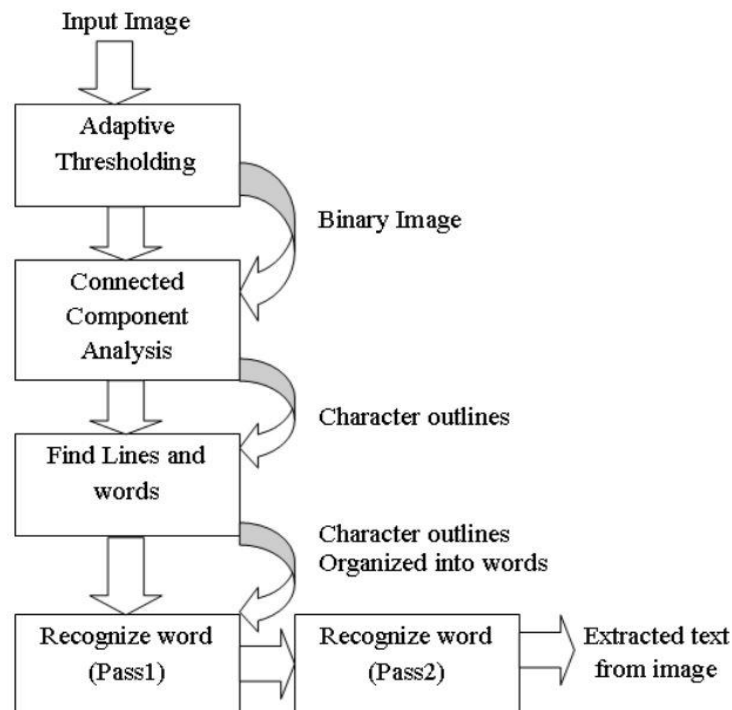 Input Image
Adaptive
Thresholding
Binary Image
Connected
Component
Analysis
Character outlines
Find Lines and
words
Character outlines
Organized into words
Recognize word
(Pass1)
Recognize word
(Pass2)
Extracted text
from image